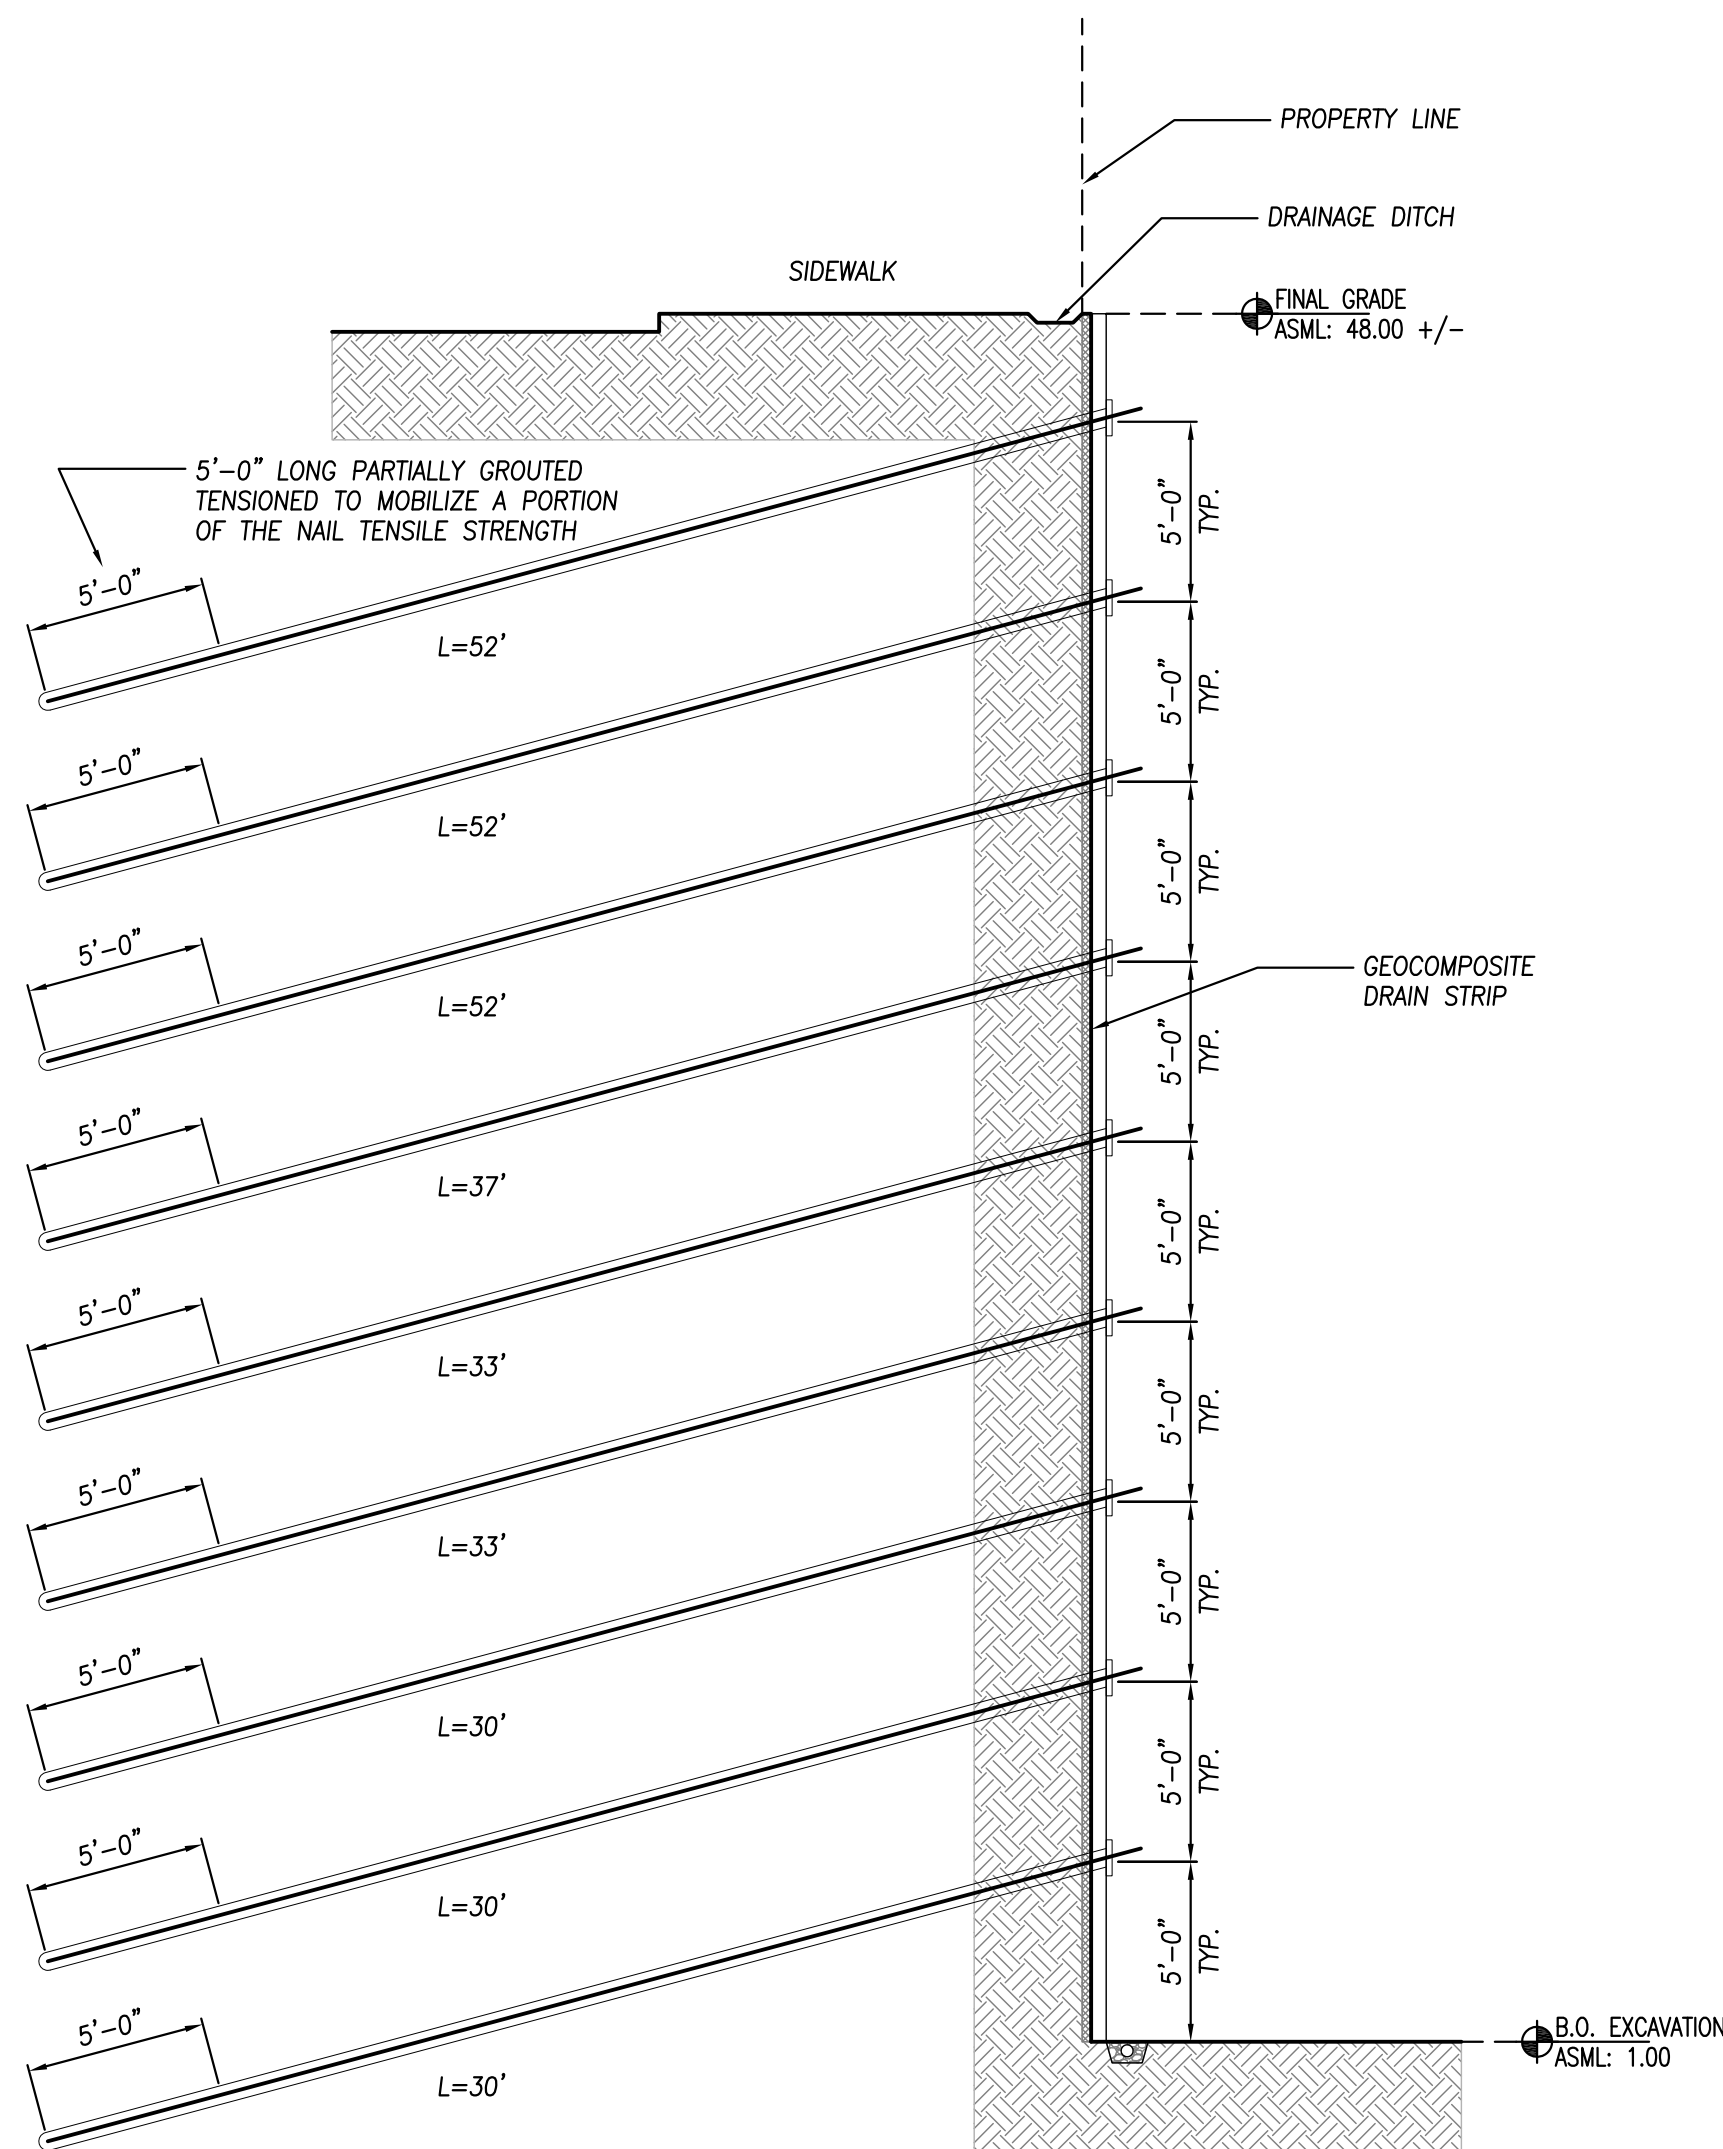 PROPERTY LINE
DRAINAGE DITCH
SIDEWALK
FINAL GRADE
ASML: 48.00 +/-
5'-0" LONG PARTIALLY GROUTED
TENSIONED TO MOBILIZE A PORTION
OF THE NAIL TENSILE STRENGTH
5'-0"
TYP.
5'-0"
L=52'
5'-0"
TYP.
5'-0"
L=52'
5'-0"
TYP.
5'-0"
L=52'
GEOCOMPOSITE
DRAIN STRIP
5'-0"
TYP.
5'-0"
L=37'
5'-0"
TYP.
5'-0"
L=33'
5'-0"
TYP.
5'-0"
L=33'
5'-0"
TYP.
5'-0"
L=30'
5'-0"
TYP.
5'-0"
L=30'
5'-0"
TYP.
5'-0"
L=30'
B.O. EXCAVATION
ASML: 1.00